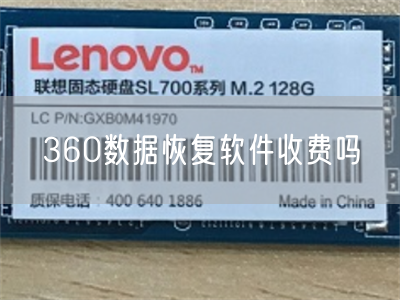 Lenovo™
联想固态硬盘SL700系列 M.2 128G
LC P/N:GXB0M41970
360数据恢复软件收费吗
质保电话：400 640 1886 Made in China